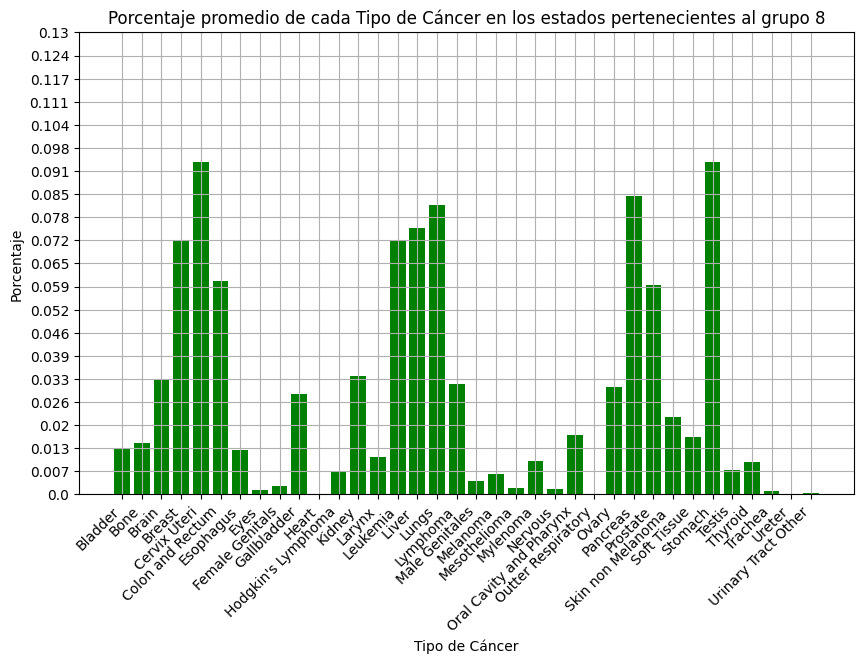 Porcentaje promedio de cada Tipo de Cáncer en los estados pertenecientes al grupo 8
0.13
0.124
0.117
0.111
0.104
0.098
0.091
0.085
0.078
0.072
0.065
0.059
0.052
0.046
0.039
0.033
0.026
0.02
0.013
0.007
0.0
Porcentaje
Bladder
Bone
Brain
Breast
Cervix Uteri
Colon and Rectum
Esophagus
Eyes
Female Genitals
Gallbladder
Heart
Hodgkin's Lymphoma
Kidney
Larynx
Leukemia
Liver
Lungs
Lymphoma
Male Genitales
Melanoma
Mesothelioma
Mylenoma
Nervous
Oral Cavity and Pharynx
Outter Respiratory
Ovary
Pancreas
Prostate
Skin non Melanoma
Soft Tissue
Stomach
Testis
Thyroid
Trachea
Ureter
Urinary Tract Other
Tipo de Cáncer